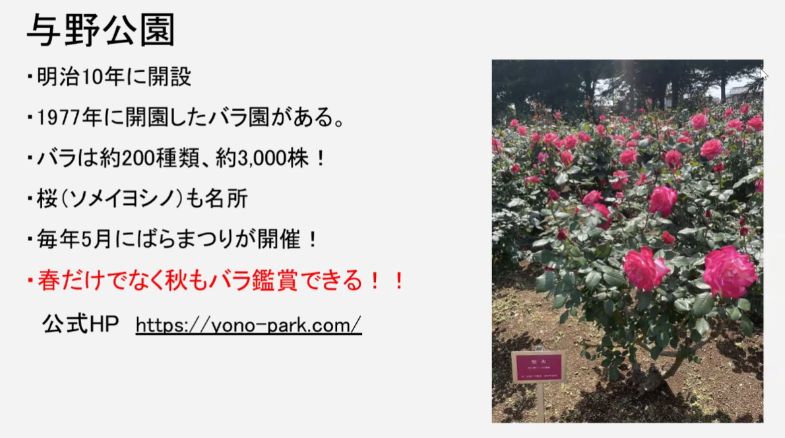 与野公園
・明治10年に開設
・1977年に開園したバラ園がある。
・バラは約200種類、約3,000株！
・桜（ソメイヨシノ）も名所
・毎年5月にばらまつりが開催！
・春だけでなく秋もバラ鑑賞できる！！
公式HP https://yono-park.com/